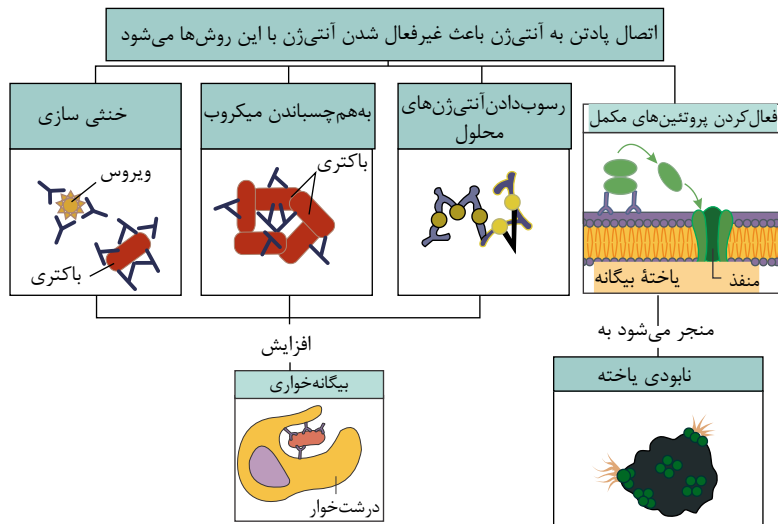 اتصال پادتن به آنتی‌ژن باعث غیرفعال شدن آنتی‌ژن با این روش‌ها می‌شود
فعال‌کردن پروتئین‌های مکمل
منفذ
یاختهٔ بیگانه
رسوب‌دادن‌آنتی‌ژن‌های
محلول
به‌هم‌چسباندن میکروب
باکتری
خنثی سازی
ویروس
باکتری
منجر می‌شود به
نابودی یاخته
افزایش
بیگانه‌خواری
درشت‌خوار